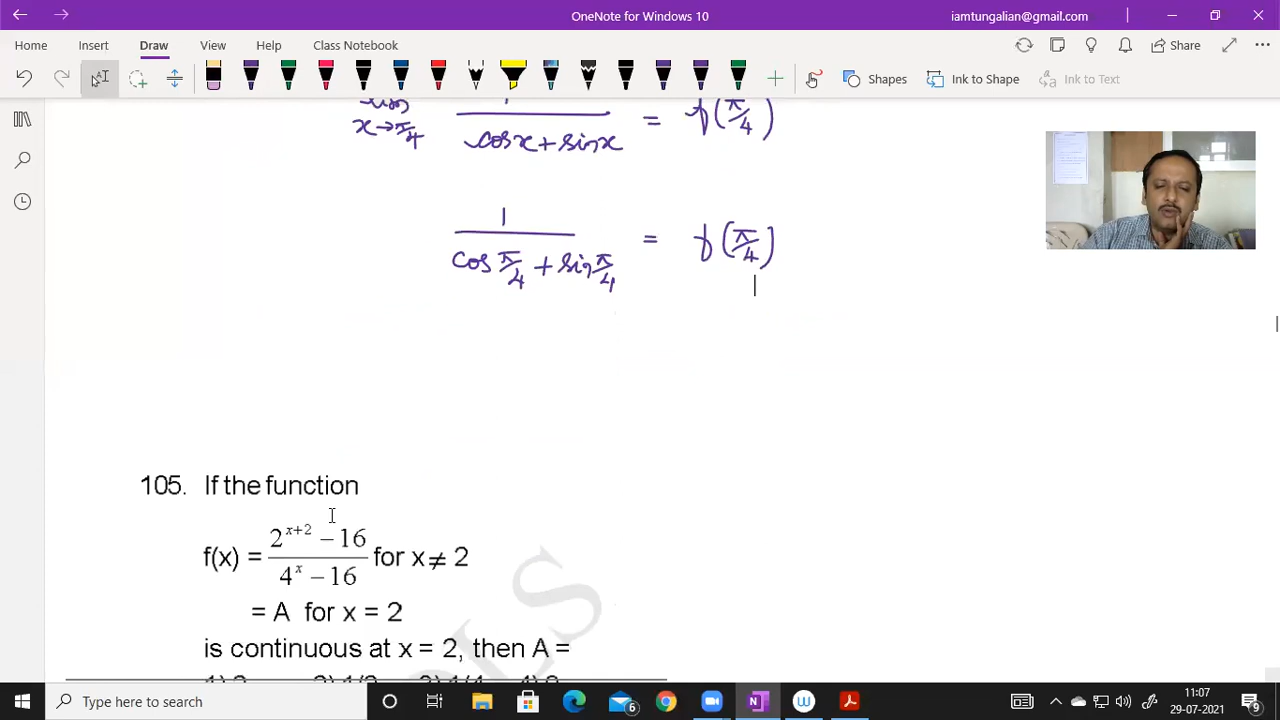 OneNote for Windows 10
iamtungalian@gmail.com
Home Insert Draw View Help Class Notebook
Share
Shapes
Ink to Shape
Ink to Text
x→π/4 cosx+sinx = f(π/4)
1
cos π/4 + sin π/4 = f(π/4)
105. If the function
f(x) = 2^{x+2} – 16 / 4^x – 16 for x ≠ 2
= A for x = 2
is continuous at x = 2, then A =
Type here to search
11:07
29-07-2021